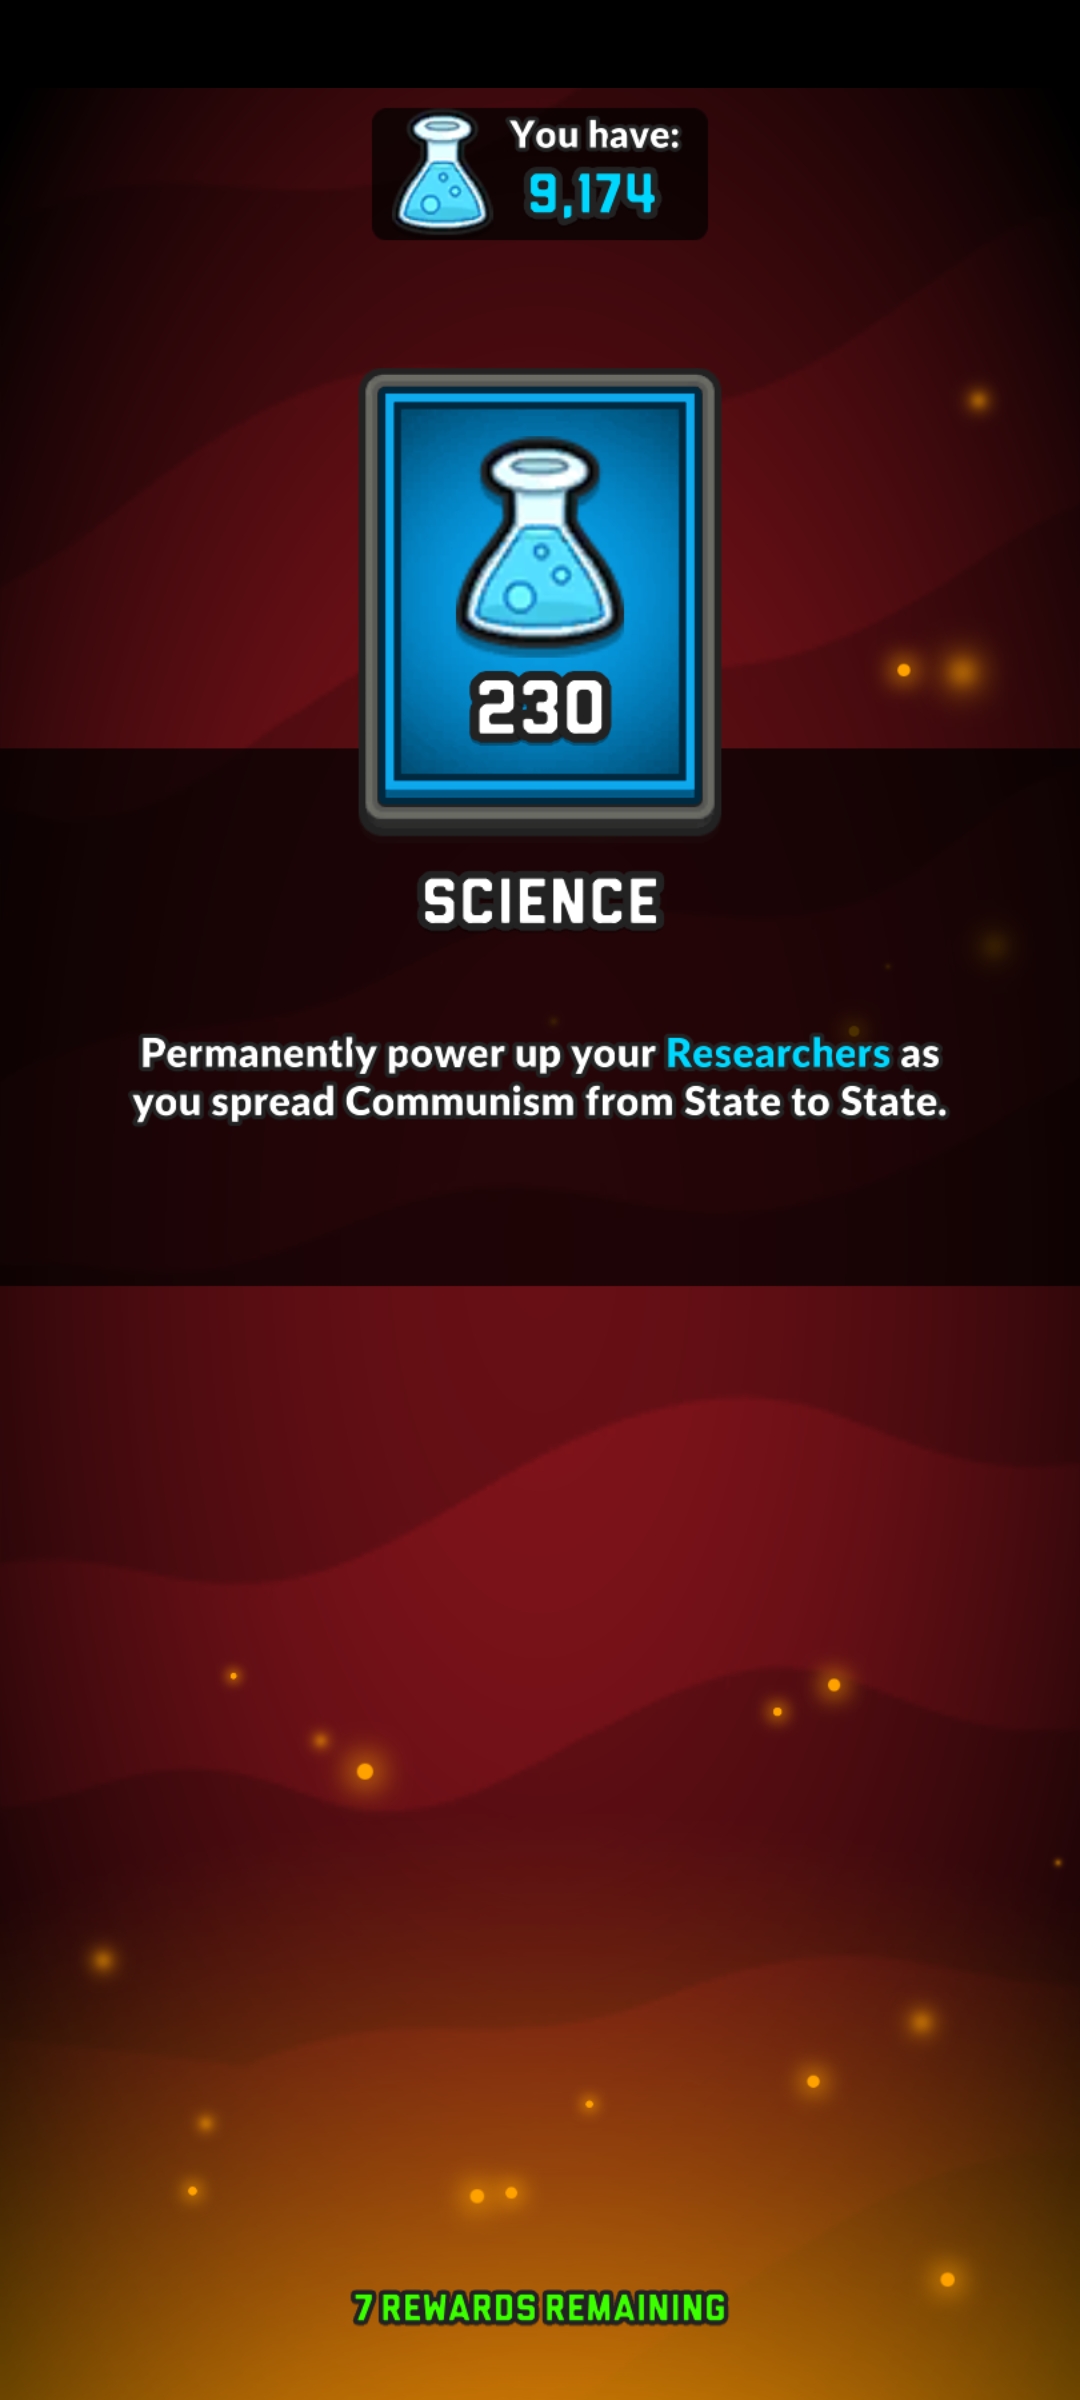 You have:
9,174
230
SCIENCE
Permanently power up your Researchers as
you spread Communism from State to State.
7 REWARDS REMAINING